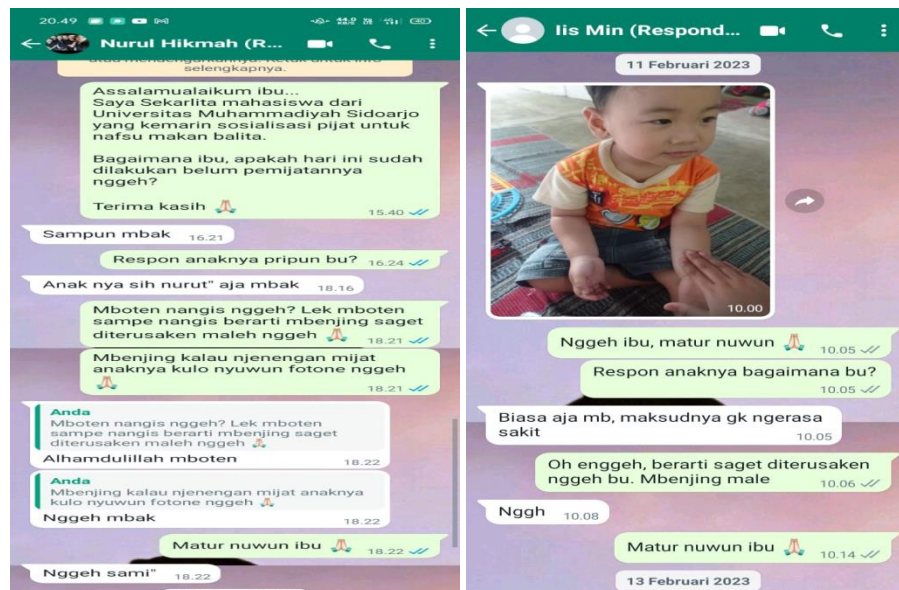 20.49
Nurul Hikmah (R...
selengkapnya.
Assalamualaikum ibu...
Saya Sekarlita mahasiswa dari
Universitas Muhammadiyah Sidoarjo
yang kemarin sosialisasi pijat untuk
nafsu makan balita.
Bagaimana ibu, apakah hari ini sudah
dilakukan belum pemijatannya
nggeh?
Terima kasih 🙏🏻
15.40
Sampun mbak 16.21
Respon anaknya pripun bu? 16.24
Anak nya sih nurut" aja mbak 18.16
Mboten nangis nggeh? Lek mboten
sampe nangis berarti mbenjing saget
diterusaken maleh nggeh 🙏🏻 18.21
Mbenjing kalau njenengan mijat
anaknya kulo nyuwun fotone nggeh
🙏🏻 18.21
Anda
Mboten nangis nggeh? Lek mboten
sampe nangis berarti mbenjing saget
diterusaken maleh nggeh 🙏🏻
Alhamdulillah mboten 18.22
Anda
Mbenjing kalau njenengan mijat anaknya
kulo nyuwun fotone nggeh 🙏🏻
Nggeh mbak 18.22
Matur nuwun ibu 🙏🏻 18.22
Nggeh sami" 18.22
Iis Min (Respond...
11 Februari 2023
10.00
Nggeh ibu, matur nuwun 🙏🏻 10.05
Respon anaknya bagaimana bu?
10.05
Biasa aja mb, maksudnya gk ngerasa
sakit 10.05
Oh enggeh, berarti saget diterusaken
nggeh bu. Mbenjing male 10.06
Nggh 10.08
Matur nuwun ibu 🙏🏻 10.14
13 Februari 2023